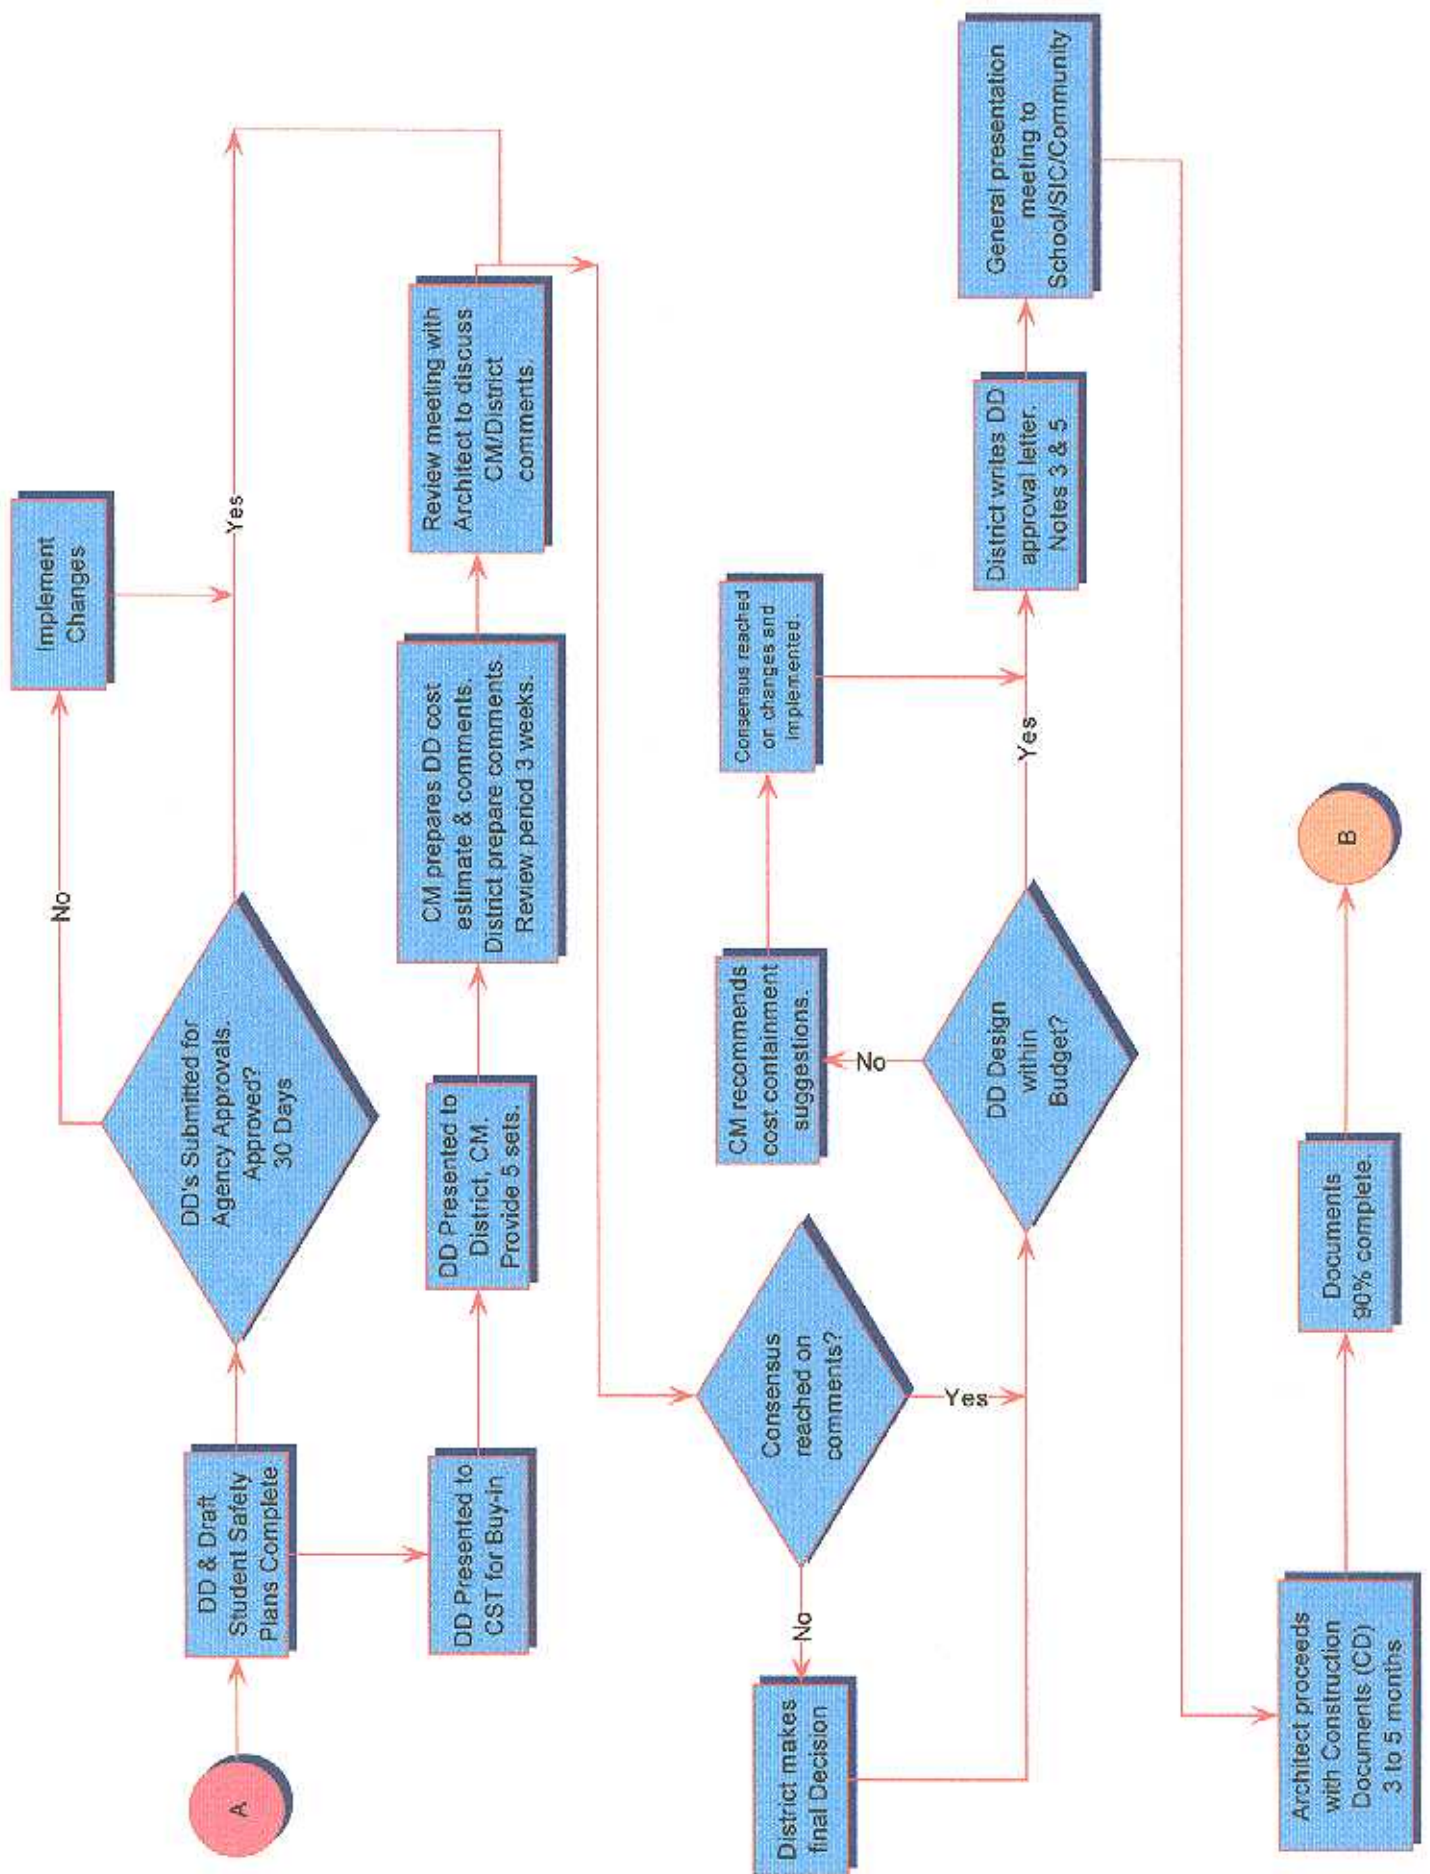 A
DD & Draft
Student Safety
Plans Complete
DD's Submitted for
Agency Approvals.
Approved?
30 Days
No
Implement
Changes
Yes
DD Presented to
CST for Buy-in
DD Presented to
District, CM.
Provide 5 sets.
CM prepares DD cost
estimate & comments.
District prepare comments.
Review period 3 weeks.
Review meeting with
Architect to discuss
CM/District
comments.
Consensus
reached on
comments?
No
District makes
final Decision
Yes
DD Design
within
Budget?
No
CM recommends
cost containment
suggestions.
Consensus reached
on changes and
implemented.
Yes
District writes DD
approval letter.
Notes 3 & 5
General presentation
meeting to
School/SIC/Community
Architect proceeds
with Construction
Documents (CD)
3 to 5 months
Documents
90% complete.
B